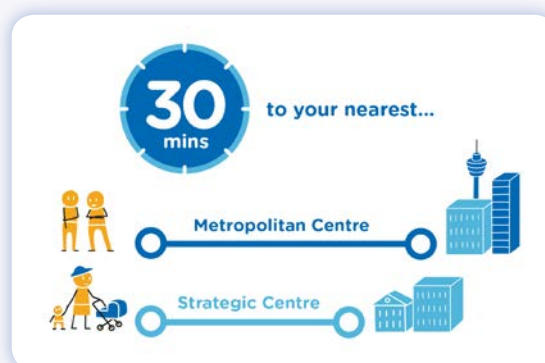 30
mins
to your nearest...
Metropolitan Centre
Strategic Centre